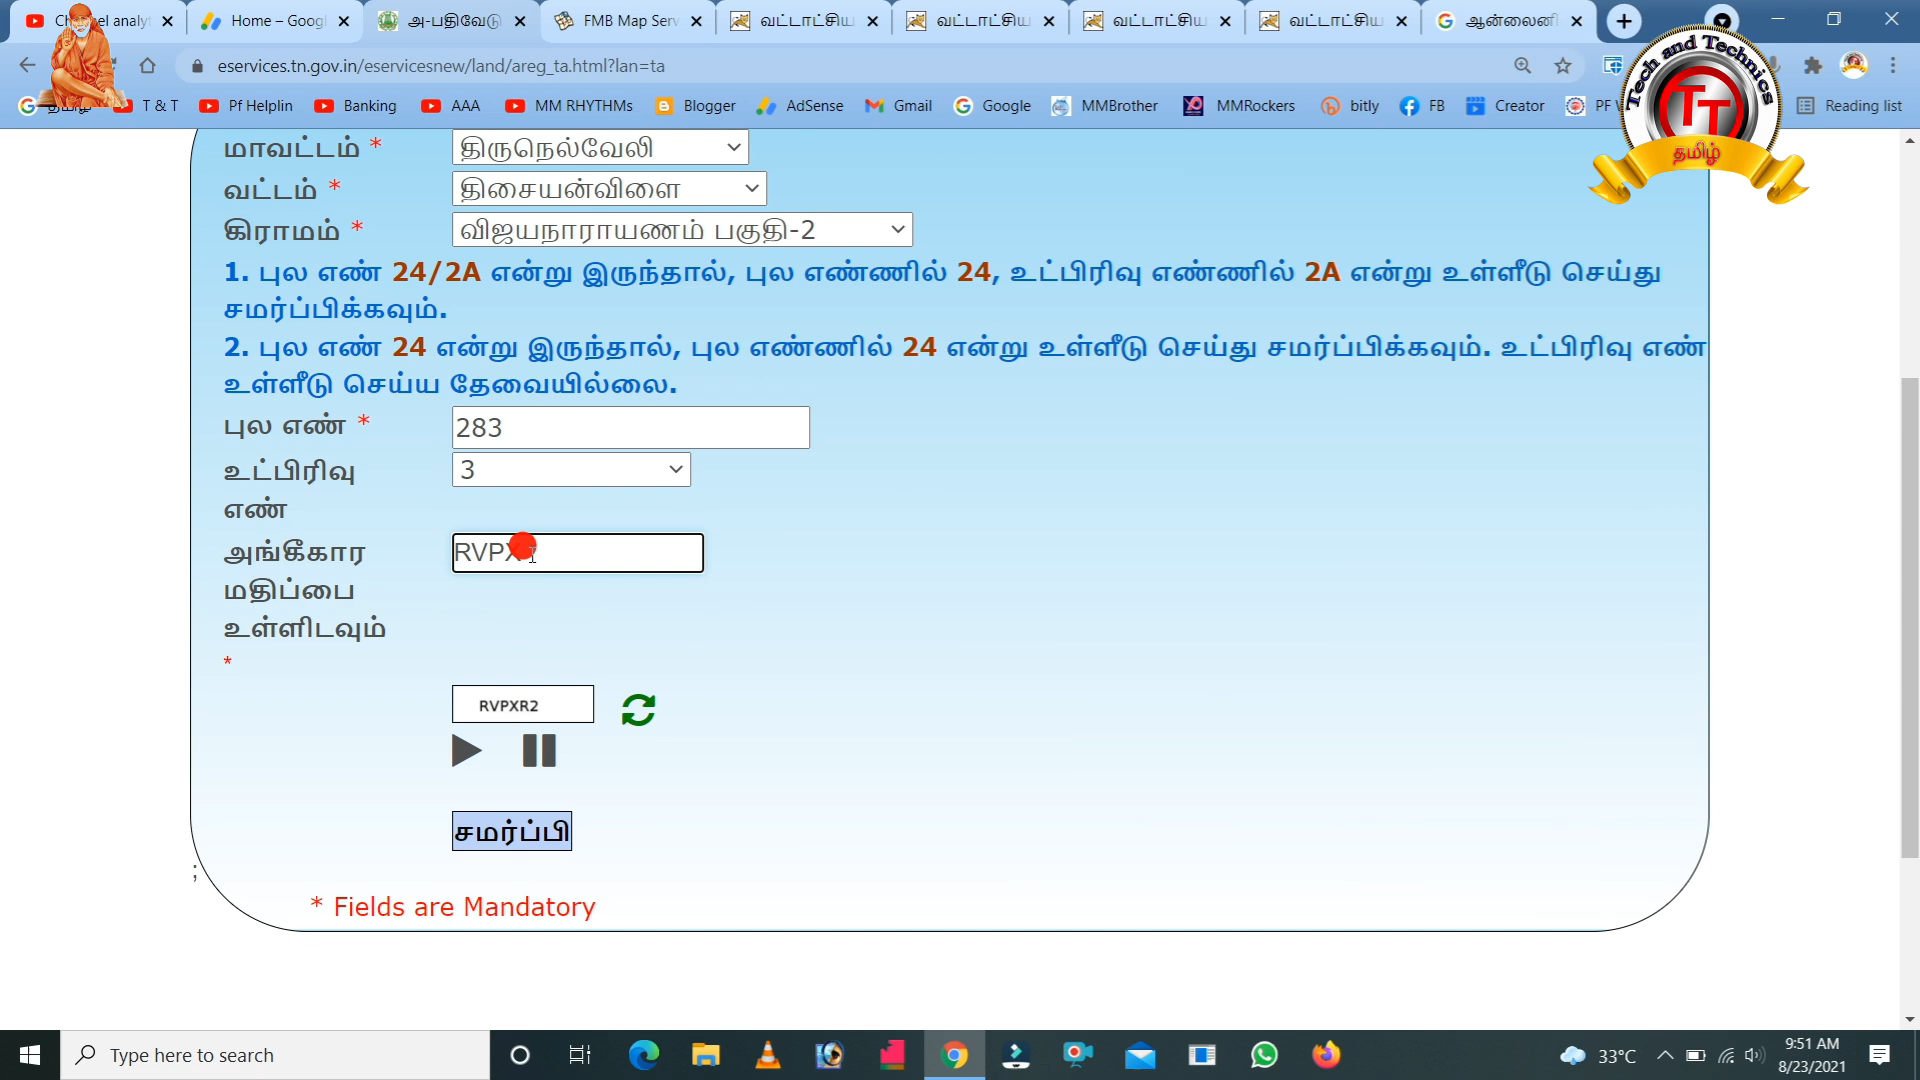 Home – Goog
அ-பதிவேடு
FMB Map Serv
வட்டாட்சிய
வட்டாட்சிய
வட்டாட்சிய
வட்டாட்சிய
ஆன்லைனி
eservices.tn.gov.in/eservicesnew/land/areg_ta.html?lan=ta
T & T
Pf Helplin
Banking
AAA
MM RHYTHMs
Blogger
AdSense
Gmail
Google
MMBrother
MMRockers
bitly
FB
Creator
Reading list
Tech and Technics
TT
தமிழ்
மாவட்டம் * திருநெல்வேலி
வட்டம் * திசையன்விளை
கிராமம் * விஜயநாராயணம் பகுதி-2
1. புல எண் 24/2A என்று இருந்தால், புல எண்ணில் 24, உட்பிரிவு எண்ணில் 2A என்று உள்ளீடு செய்து
சமர்ப்பிக்கவும்.
2. புல எண் 24 என்று இருந்தால், புல எண்ணில் 24 என்று உள்ளீடு செய்து சமர்ப்பிக்கவும். உட்பிரிவு எண்
உள்ளீடு செய்ய தேவையில்லை.
புல எண் * 283
உட்பிரிவு 3
எண்
அங்கீகார
மதிப்பை
உள்ளிடவும்
*
RVPXR2
சமர்ப்பி
;
* Fields are Mandatory
Type here to search
33°C
9:51 AM
8/23/2021